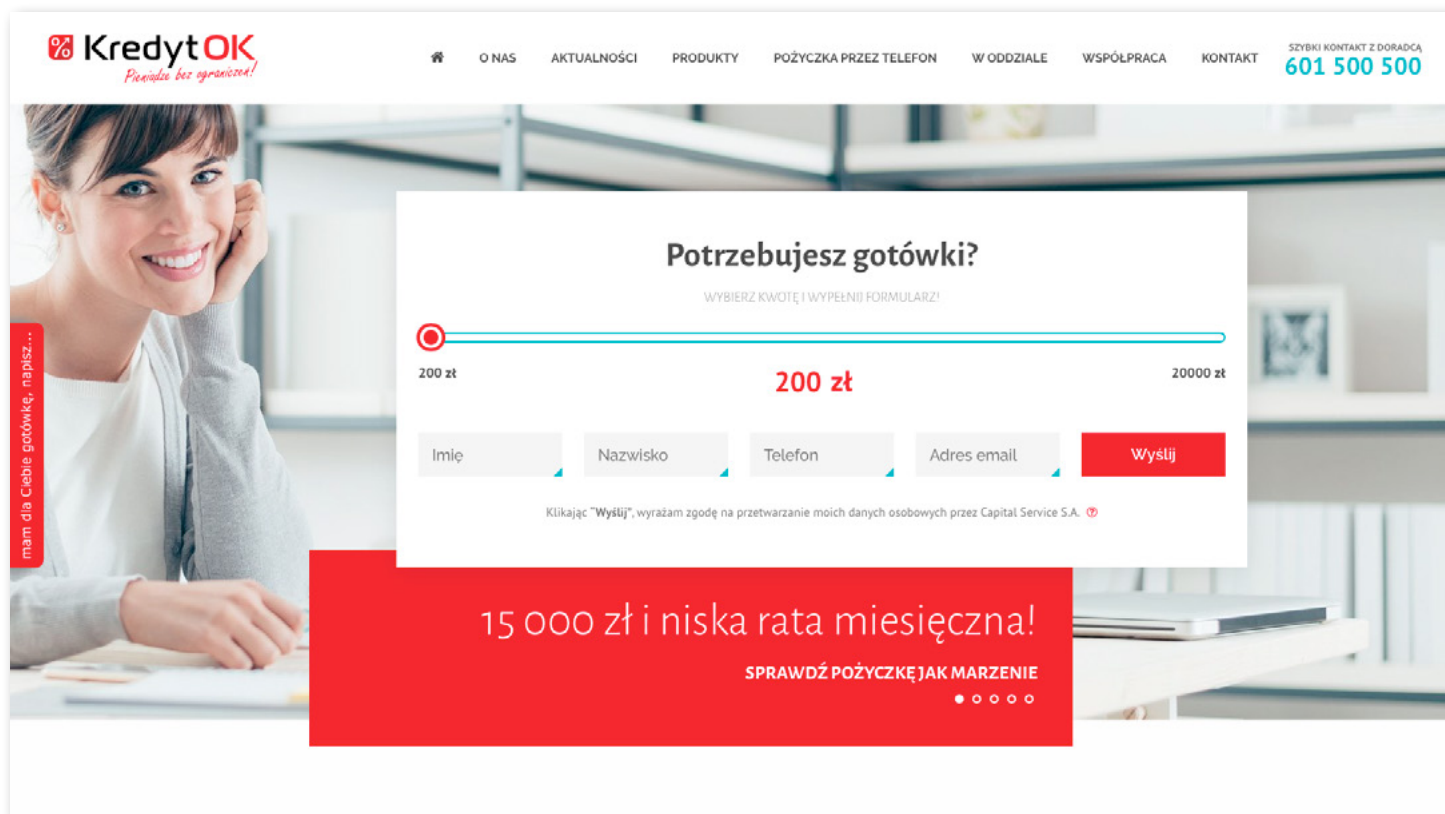 KredytOK
Pieniądze bez ograniczeń!
O NAS AKTUALNOŚCI PRODUKTY POŻYCZKA PRZEZ TELEFON W ODDZIALE WSPÓŁPRACA KONTAKT
SZYBKI KONTAKT Z DORADCĄ
601 500 500
Potrzebujesz gotówki?
WYBIERZ KWOTĘ I WYPEŁNIJ FORMULARZ!
200 zł 200 zł 20000 zł
Imię Nazwisko Telefon Adres email Wyślij
Klikając "Wyślij", wyrażam zgodę na przetwarzanie moich danych osobowych przez Capital Service S.A. ?
mam dla Ciebie gotówkę, napisz...
15 000 zł i niska rata miesięczna!
SPRAWDŹ POŻYCZKĘ JAK MARZENIE